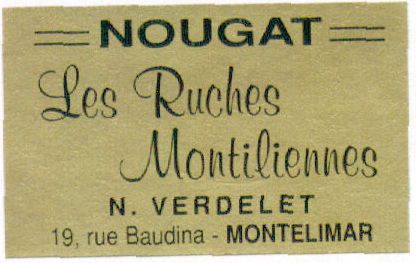 NOUGAT
Les Ruches
Montiliennes
N. VERDELET
19, rue Baudina - MONTELIMAR